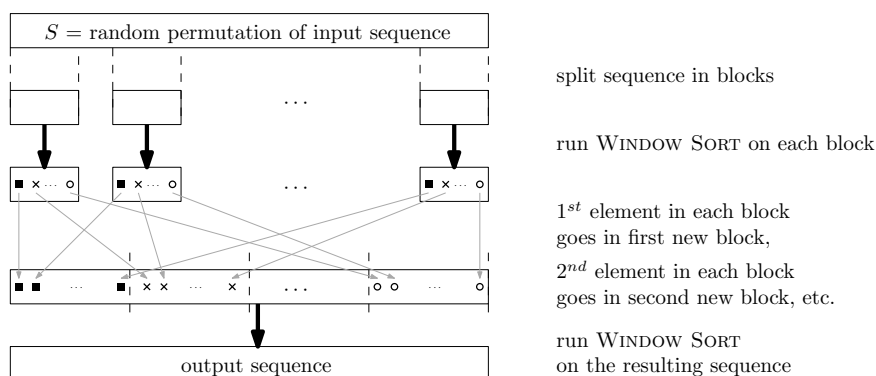 S = random permutation of input sequence
split sequence in blocks
...
run WINDOW SORT on each block
... ... ... ...
1st element in each block
goes in first new block,
2nd element in each block
goes in second new block, etc.
... ... ... ...
run WINDOW SORT
on the resulting sequence
output sequence